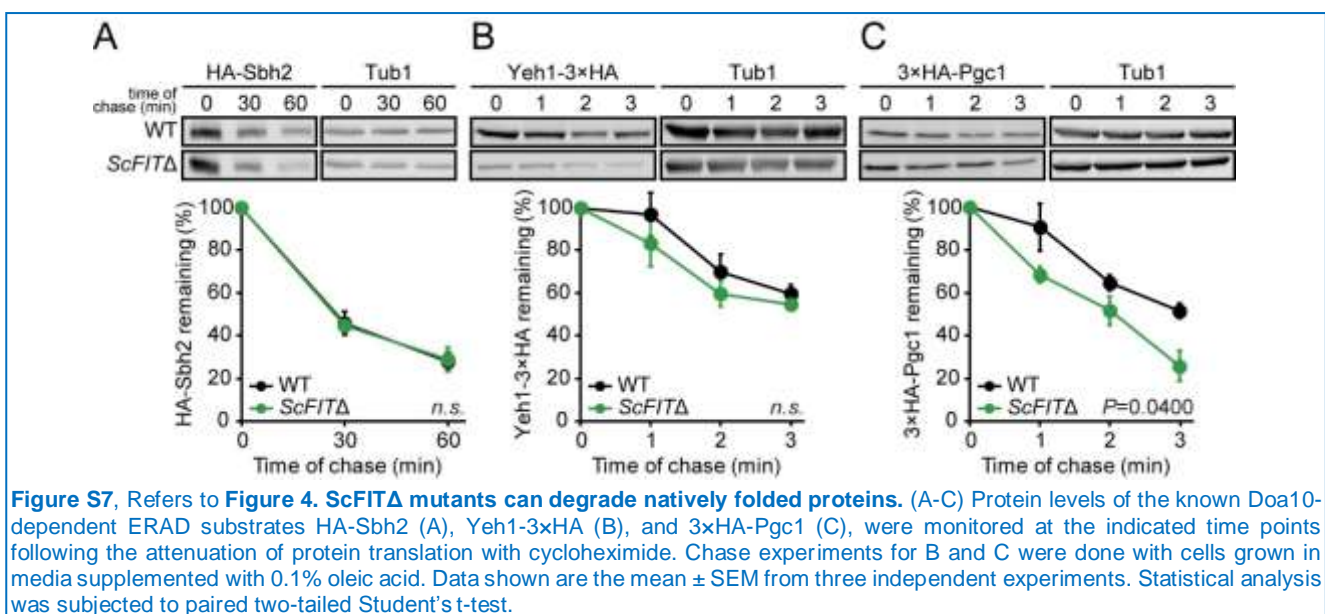 A
B
C
HA-Sbh2 Tub1 Yeh1-3×HA Tub1 3×HA-Pgc1 Tub1
time of
chase (min) 0 30 60 0 30 60 0 1 2 3 0 1 2 3 0 1 2 3 0 1 2 3
WT
ScFITΔ
HA-Sbh2 remaining (%)
100
80
60
40
20
0
WT
ScFITΔ
n.s.
0 30 60
Time of chase (min)
Yeh1-3×HA remaining (%)
100
80
60
40
20
0
WT
ScFITΔ
n.s.
0 1 2 3
Time of chase (min)
3×HA-Pgc1 remaining (%)
100
80
60
40
20
0
WT
ScFITΔ
P=0.0400
0 1 2 3
Time of chase (min)
Figure S7, Refers to Figure 4. ScFITΔ mutants can degrade natively folded proteins. (A-C) Protein levels of the known Doa10-
dependent ERAD substrates HA-Sbh2 (A), Yeh1-3×HA (B), and 3×HA-Pgc1 (C), were monitored at the indicated time points
following the attenuation of protein translation with cycloheximide. Chase experiments for B and C were done with cells grown in
media supplemented with 0.1% oleic acid. Data shown are the mean ± SEM from three independent experiments. Statistical analysis
was subjected to paired two-tailed Student's t-test.